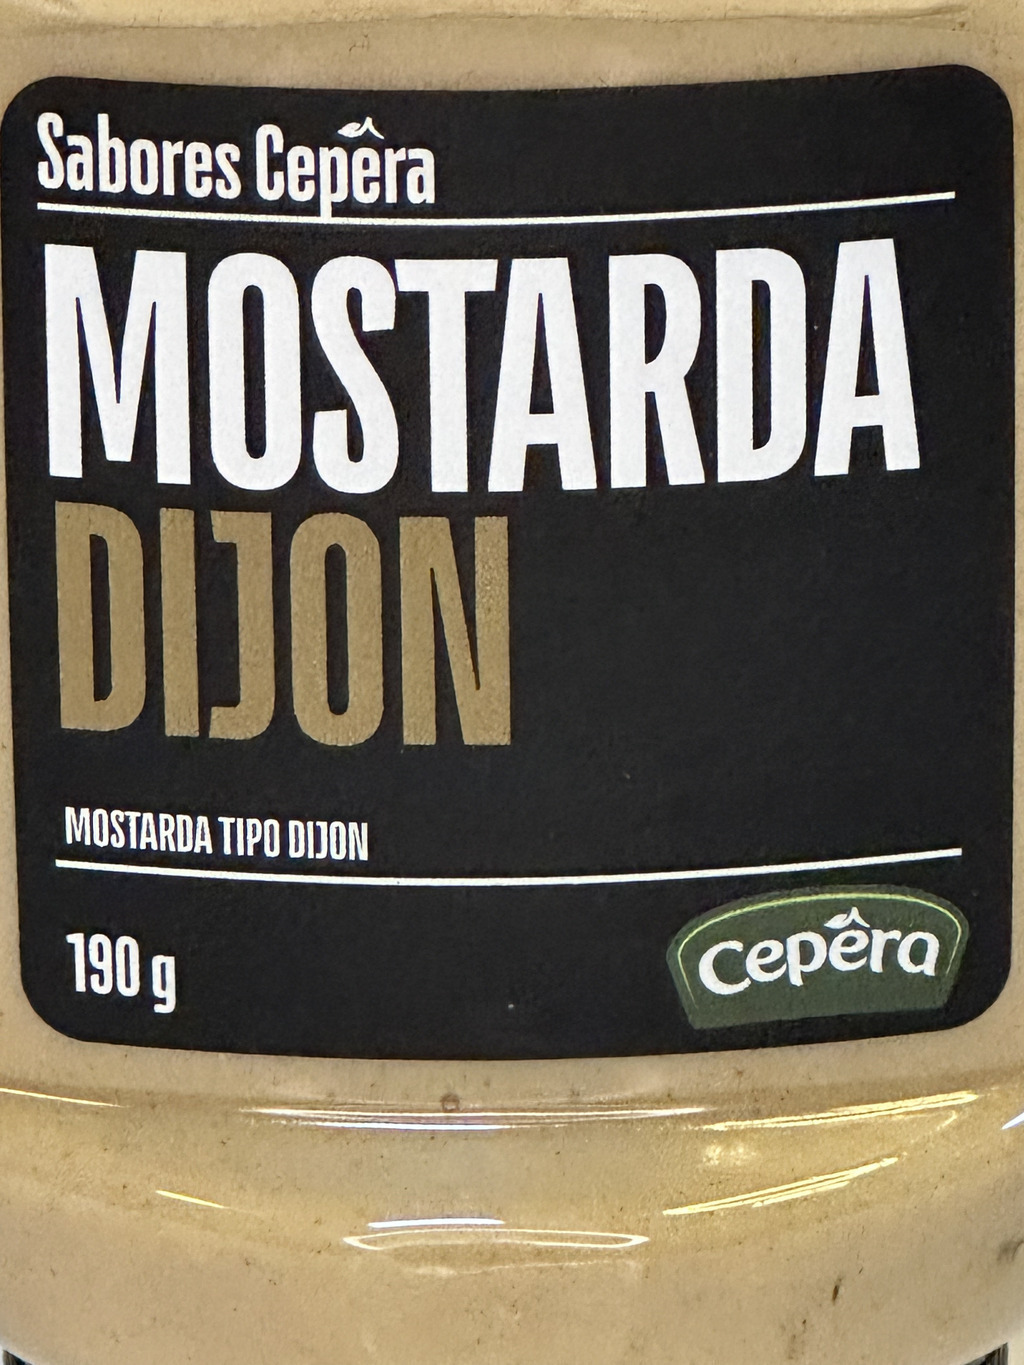 Sabores Cepêra
MOSTARDA
DIJON
MOSTARDA TIPO DIJON
190 g
Cepêra